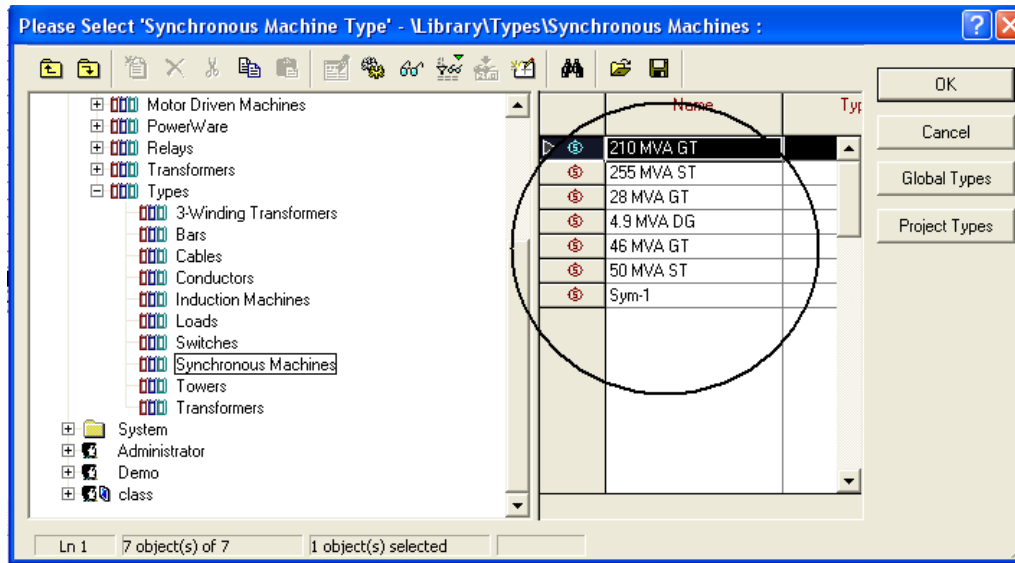 Please Select 'Synchronous Machine Type' - \Library\Types\Synchronous Machines :
Motor Driven Machines
PowerWare
Relays
Transformers
Types
3-Winding Transformers
Bars
Cables
Conductors
Induction Machines
Loads
Switches
Synchronous Machines
Towers
Transformers
System
Administrator
Demo
class
Name Typ
210 MVA GT
255 MVA ST
28 MVA GT
4.9 MVA DG
46 MVA GT
50 MVA ST
Sym-1
OK
Cancel
Global Types
Project Types
Ln 1 7 object(s) of 7 1 object(s) selected